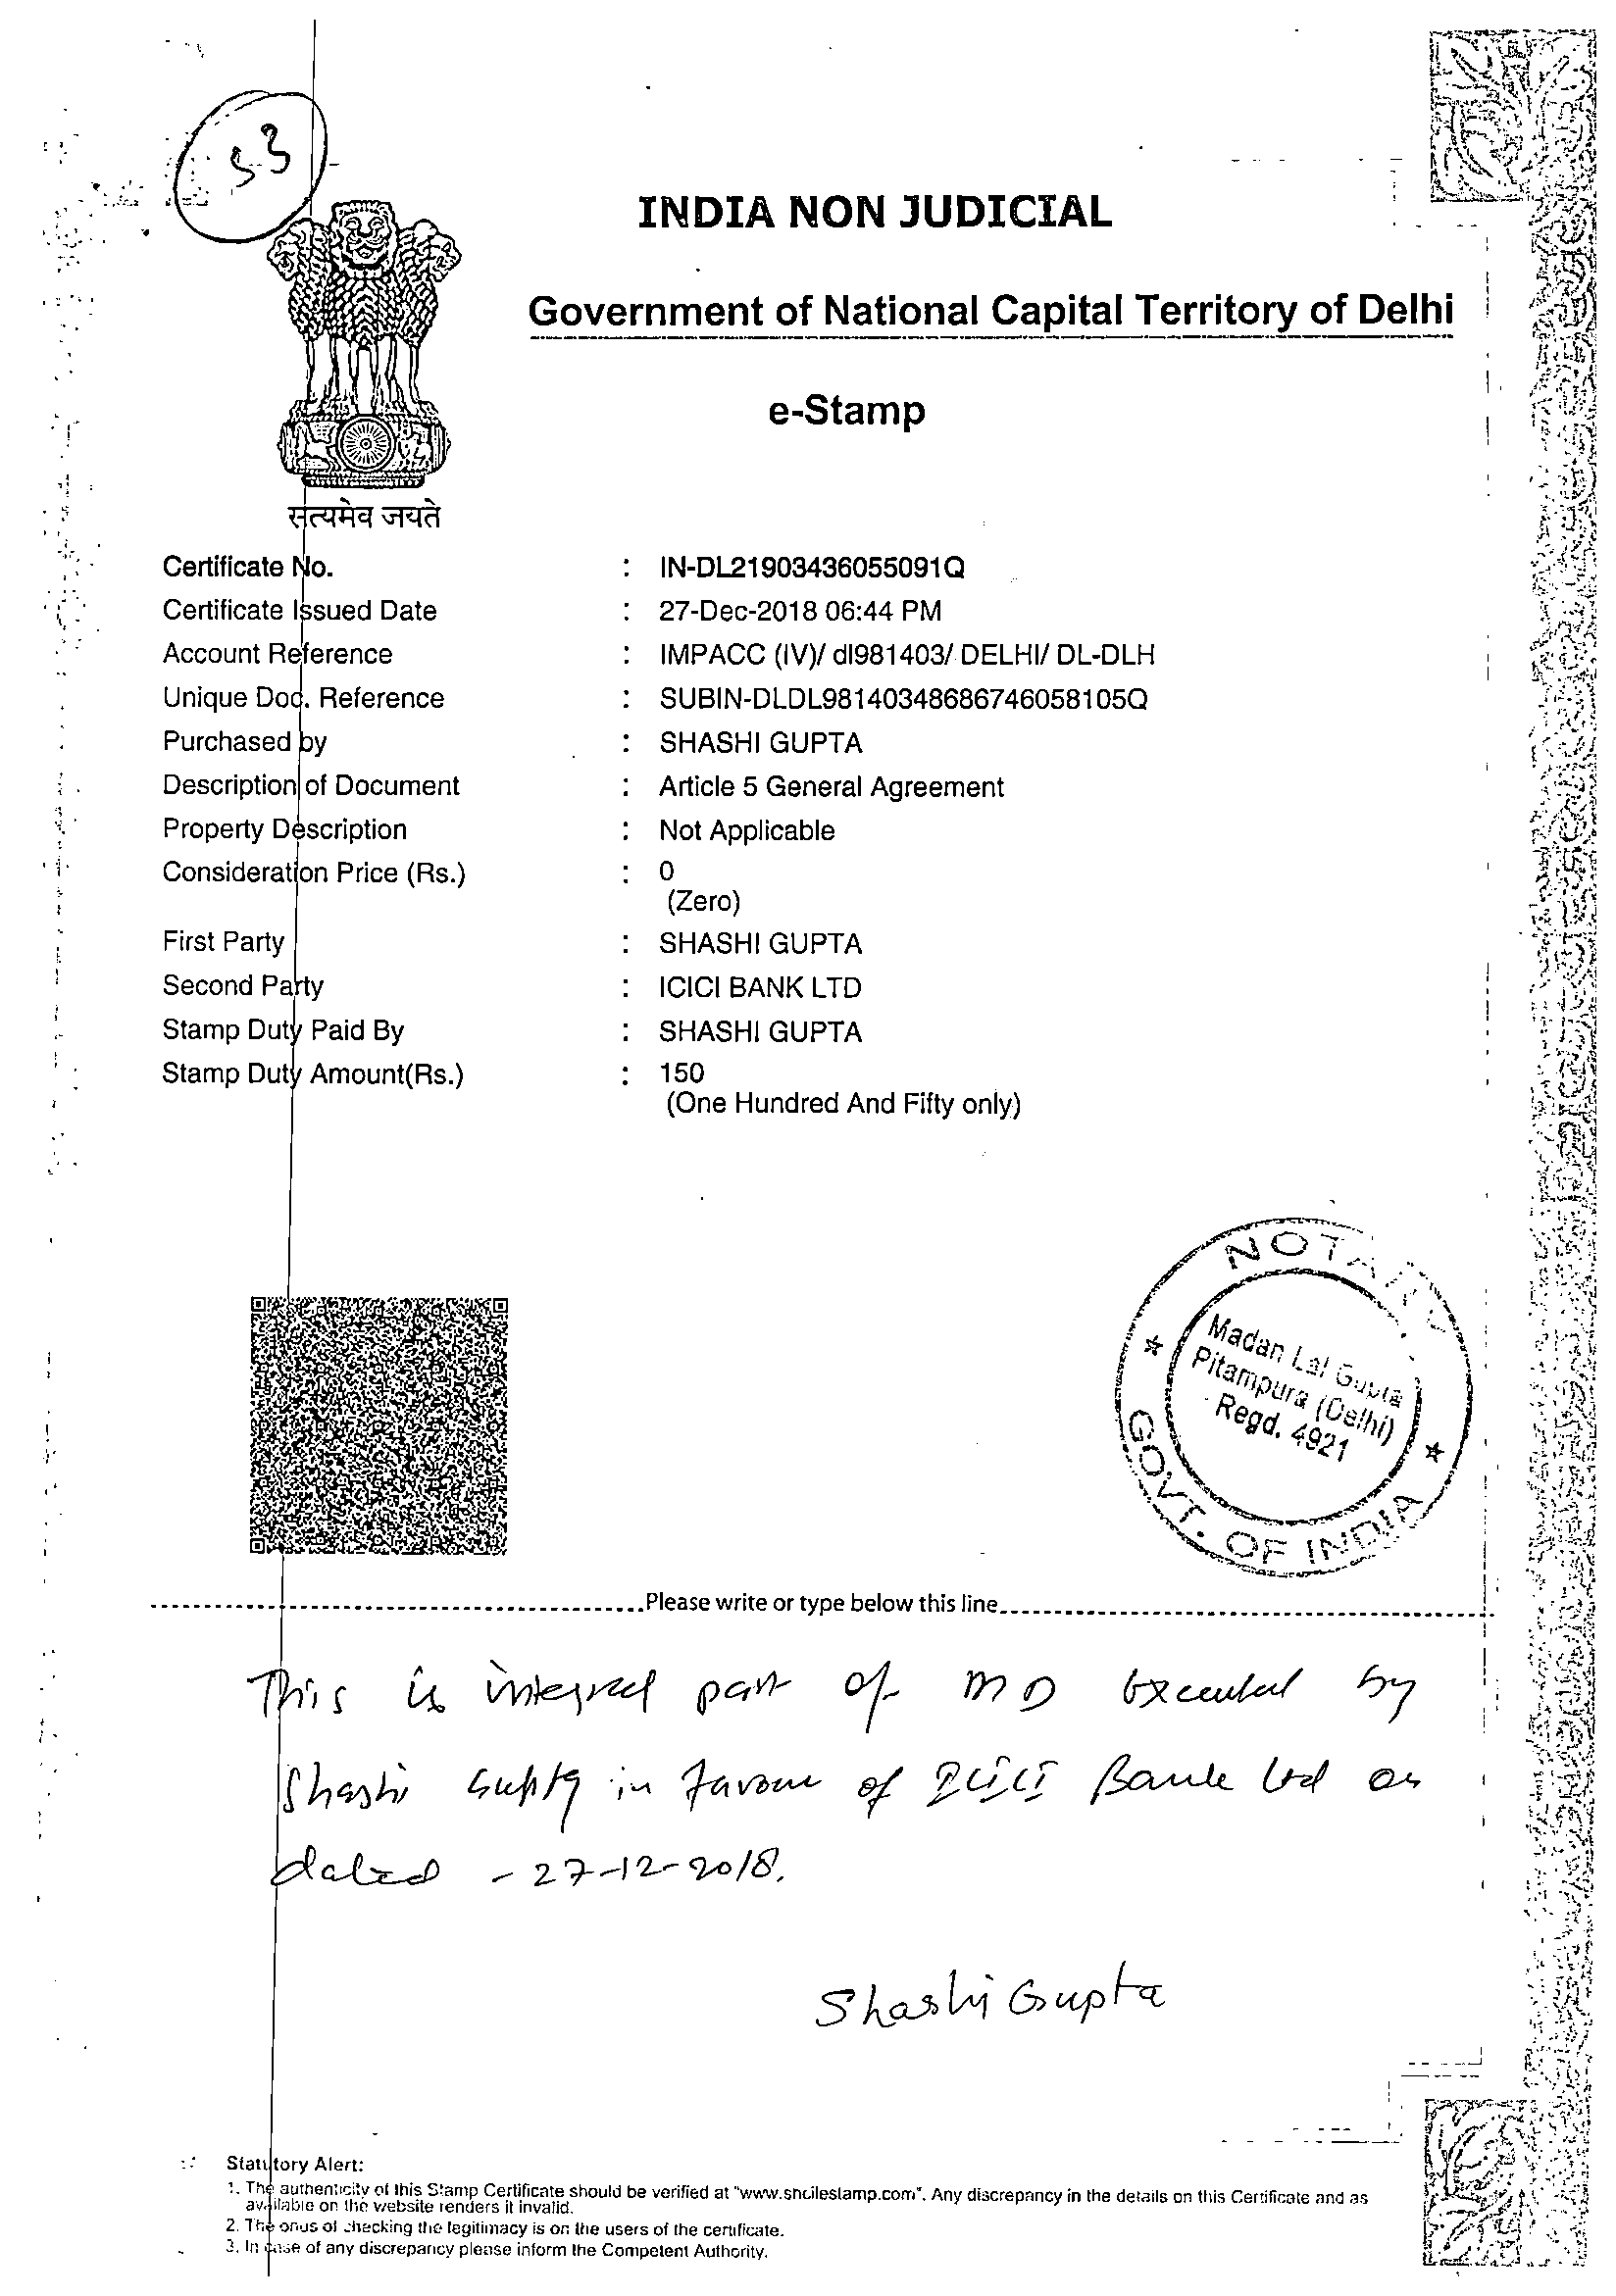 53
INDIA NON JUDICIAL
Government of National Capital Territory of Delhi
e-Stamp
सत्यमेव जयते
Certificate No. : IN-DL21903436055091Q
Certificate Issued Date : 27-Dec-2018 06:44 PM
Account Reference : IMPACC (IV)/ dl981403/ DELHI/ DL-DLH
Unique Doc. Reference : SUBIN-DLDL98140348686746058105Q
Purchased by : SHASHI GUPTA
Description of Document : Article 5 General Agreement
Property Description : Not Applicable
Consideration Price (Rs.) : 0
(Zero)
First Party : SHASHI GUPTA
Second Party : ICICI BANK LTD
Stamp Duty Paid By : SHASHI GUPTA
Stamp Duty Amount(Rs.) : 150
(One Hundred And Fifty only)
NOTARY
Madan Lal Gupta
Pitampura (Delhi)
Regd. 4921
GOVT. OF INDIA
Please write or type below this line
This is integral part of MD executed by
Shashi Gupta in favour of ICICI Bank Ltd on
dated - 27-12-2018.
Shashi Gupta
Statutory Alert:
1. The authenticity of this Stamp Certificate should be verified at "www.shcilestamp.com". Any discrepancy in the details on this Certificate and as
available on the website renders it invalid.
2. The onus of checking the legitimacy is on the users of the certificate.
3. In case of any discrepancy please inform the Competent Authority.